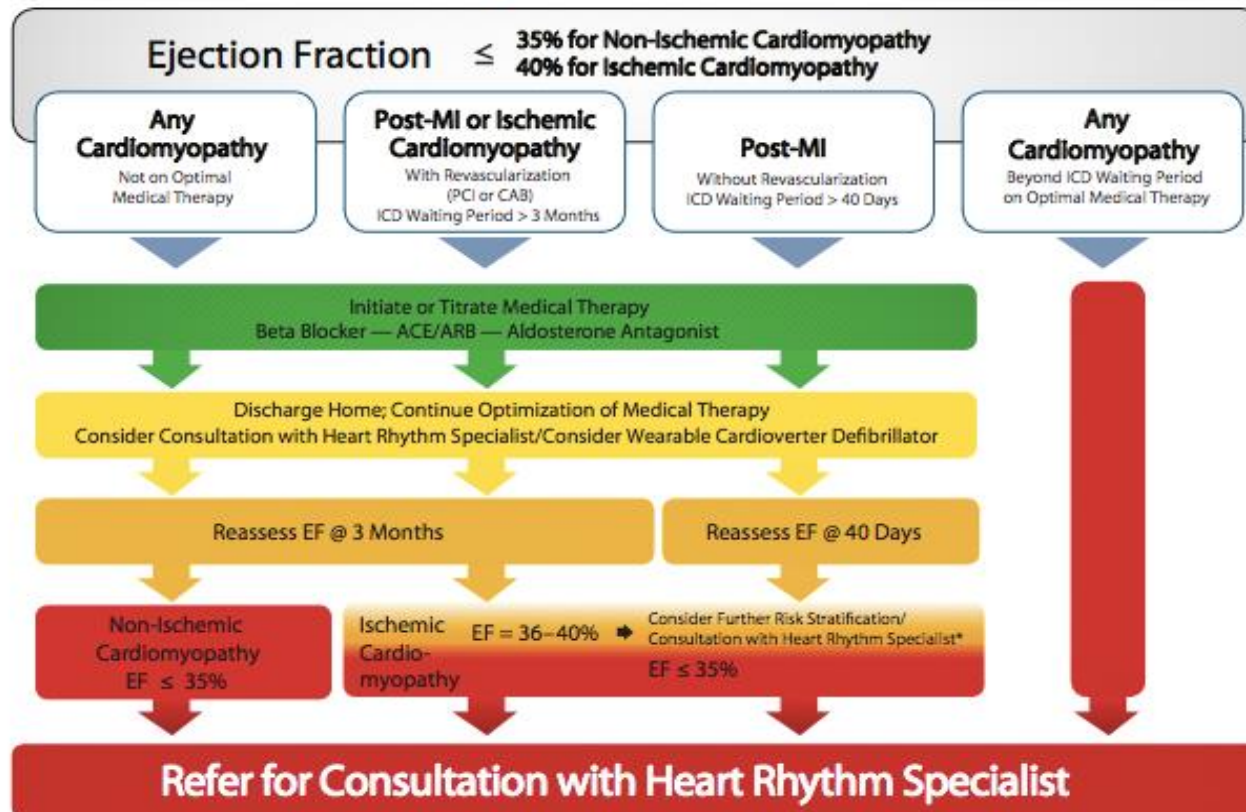 Ejection Fraction ≤ 35% for Non-Ischemic Cardiomyopathy
40% for Ischemic Cardiomyopathy
Any
Cardiomyopathy
Not on Optimal
Medical Therapy
Post-MI or Ischemic
Cardiomyopathy
With Revascularization
(PCI or CAB)
ICD Waiting Period > 3 Months
Post-MI
Without Revascularization
ICD Waiting Period > 40 Days
Any
Cardiomyopathy
Beyond ICD Waiting Period
on Optimal Medical Therapy
Initiate or Titrate Medical Therapy
Beta Blocker — ACE/ARB — Aldosterone Antagonist
Discharge Home; Continue Optimization of Medical Therapy
Consider Consultation with Heart Rhythm Specialist/Consider Wearable Cardioverter Defibrillator
Reassess EF @ 3 Months
Reassess EF @ 40 Days
Non-Ischemic
Cardiomyopathy
EF ≤ 35%
Ischemic
Cardio-
myopathy
EF = 36–40%
Consider Further Risk Stratification/
Consultation with Heart Rhythm Specialist*
EF ≤ 35%
Refer for Consultation with Heart Rhythm Specialist